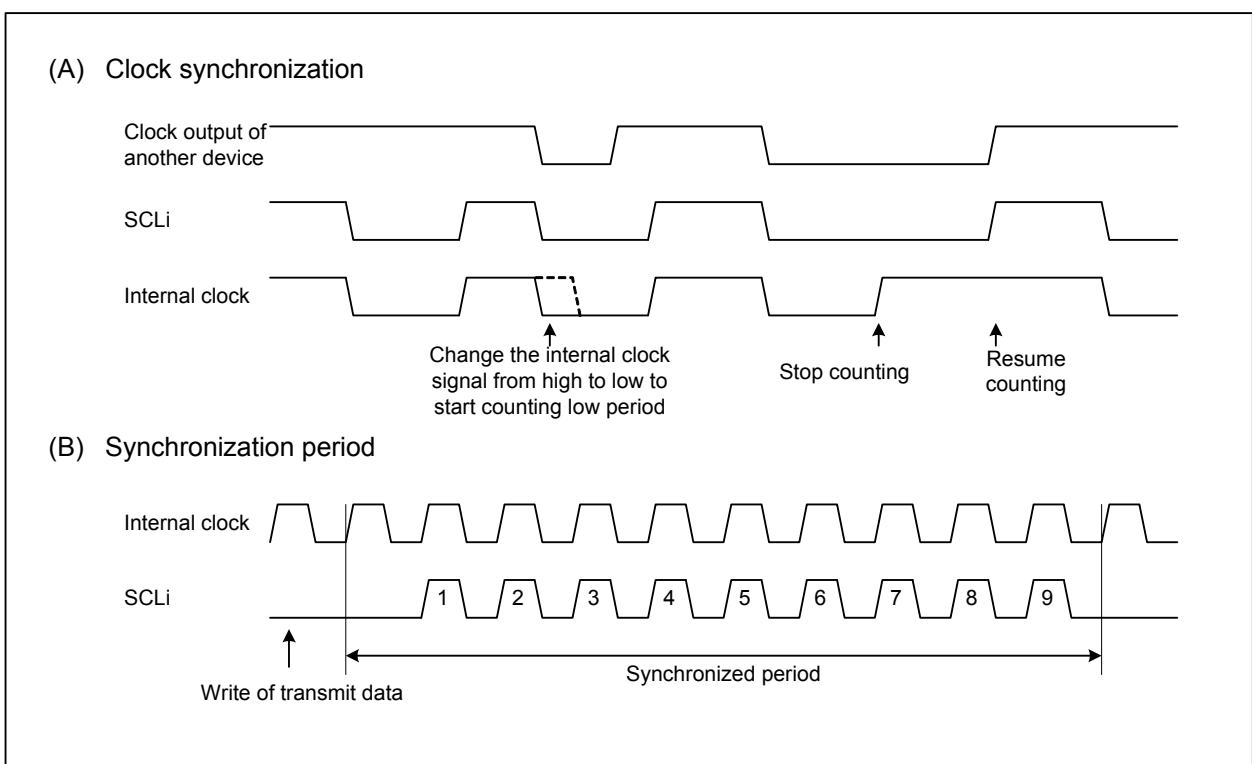 (A) Clock synchronization
Clock output of
another device
SCLi
Internal clock
Change the internal clock
signal from high to low to
start counting low period
Stop counting
Resume
counting
(B) Synchronization period
Internal clock
SCLi
1 2 3 4 5 6 7 8 9
Synchronized period
Write of transmit data